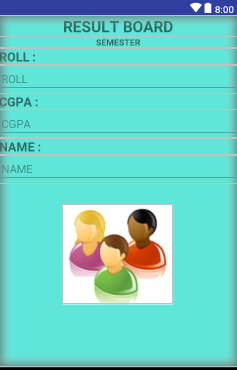 8:00
RESULT BOARD
SEMESTER
ROLL :
ROLL
CGPA :
CGPA
NAME :
NAME